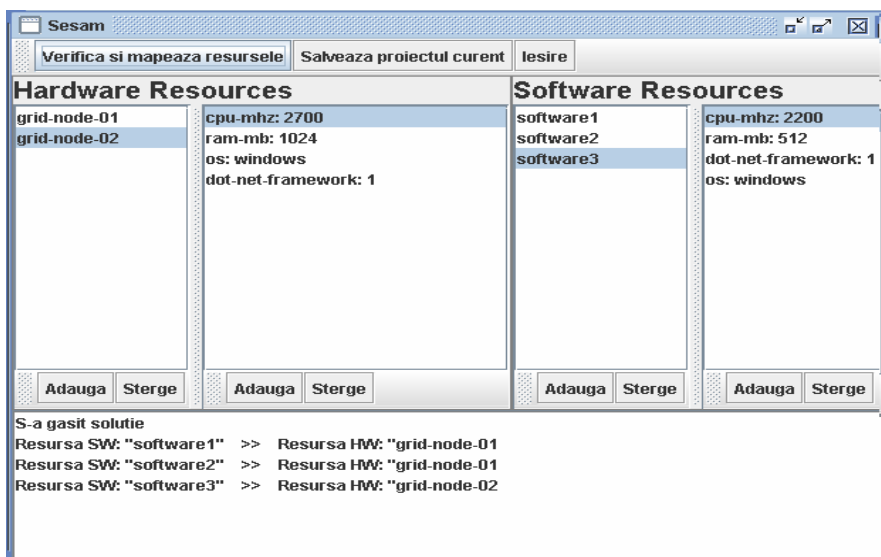 Sesam
Verifica si mapeaza resursele Salveaza proiectul curent Iesire
Hardware Resources
grid-node-01
grid-node-02
cpu-mhz: 2700
ram-mb: 1024
os: windows
dot-net-framework: 1
Adauga Sterge
Adauga Sterge
Software Resources
software1
software2
software3
cpu-mhz: 2200
ram-mb: 512
dot-net-framework: 1
os: windows
Adauga Sterge
Adauga Sterge
S-a gasit solutie
Resursa SW: "software1" >> Resursa HW: "grid-node-01
Resursa SW: "software2" >> Resursa HW: "grid-node-01
Resursa SW: "software3" >> Resursa HW: "grid-node-02